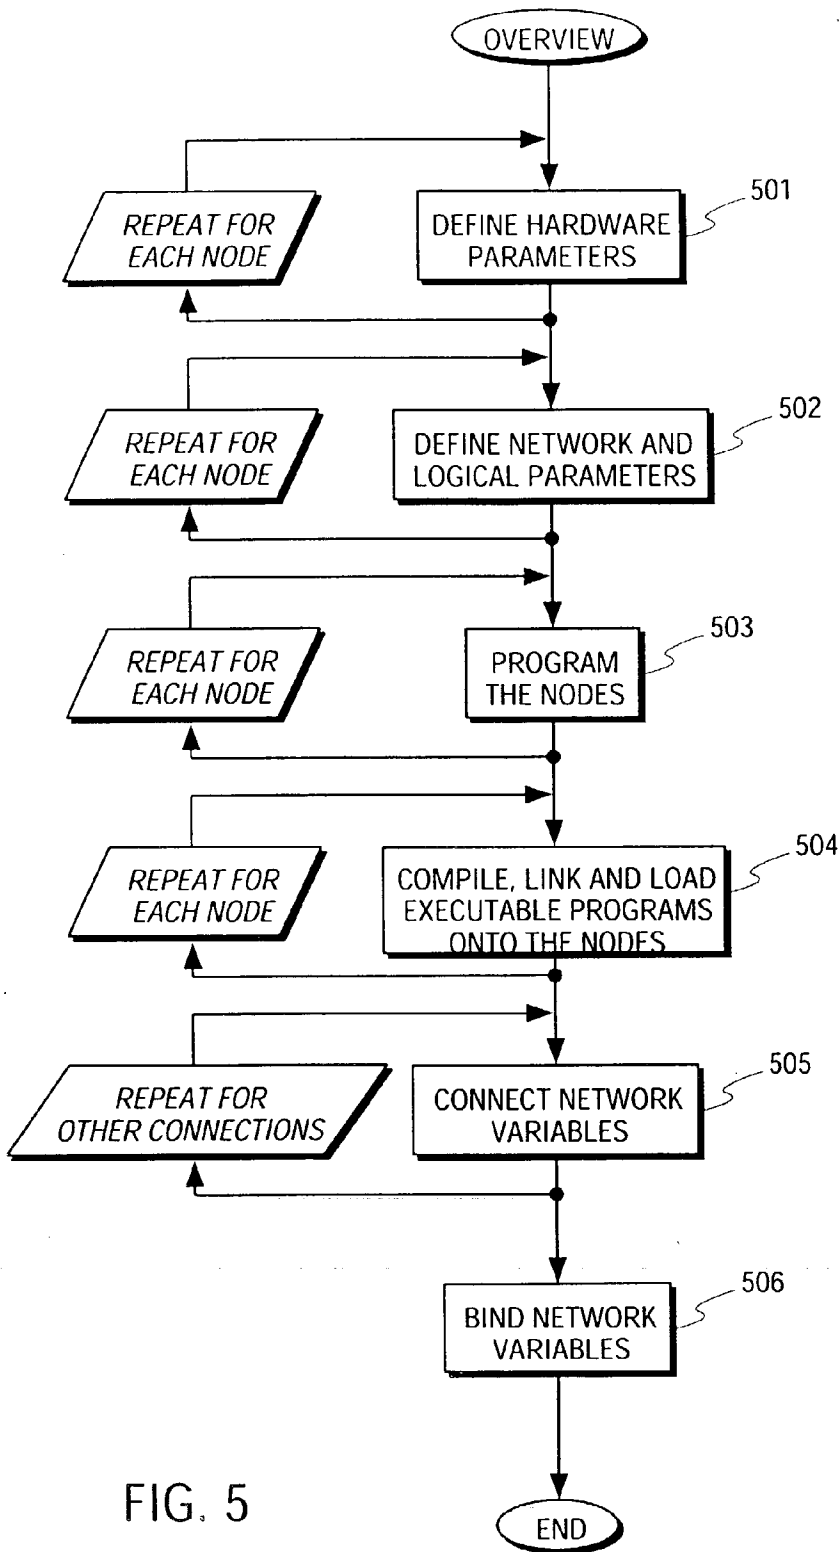 OVERVIEW
REPEAT FOR
EACH NODE
501
DEFINE HARDWARE
PARAMETERS
REPEAT FOR
EACH NODE
502
DEFINE NETWORK AND
LOGICAL PARAMETERS
REPEAT FOR
EACH NODE
503
PROGRAM
THE NODES
REPEAT FOR
EACH NODE
504
COMPILE, LINK AND LOAD
EXECUTABLE PROGRAMS
ONTO THE NODES
REPEAT FOR
OTHER CONNECTIONS
505
CONNECT NETWORK
VARIABLES
506
BIND NETWORK
VARIABLES
FIG. 5
END